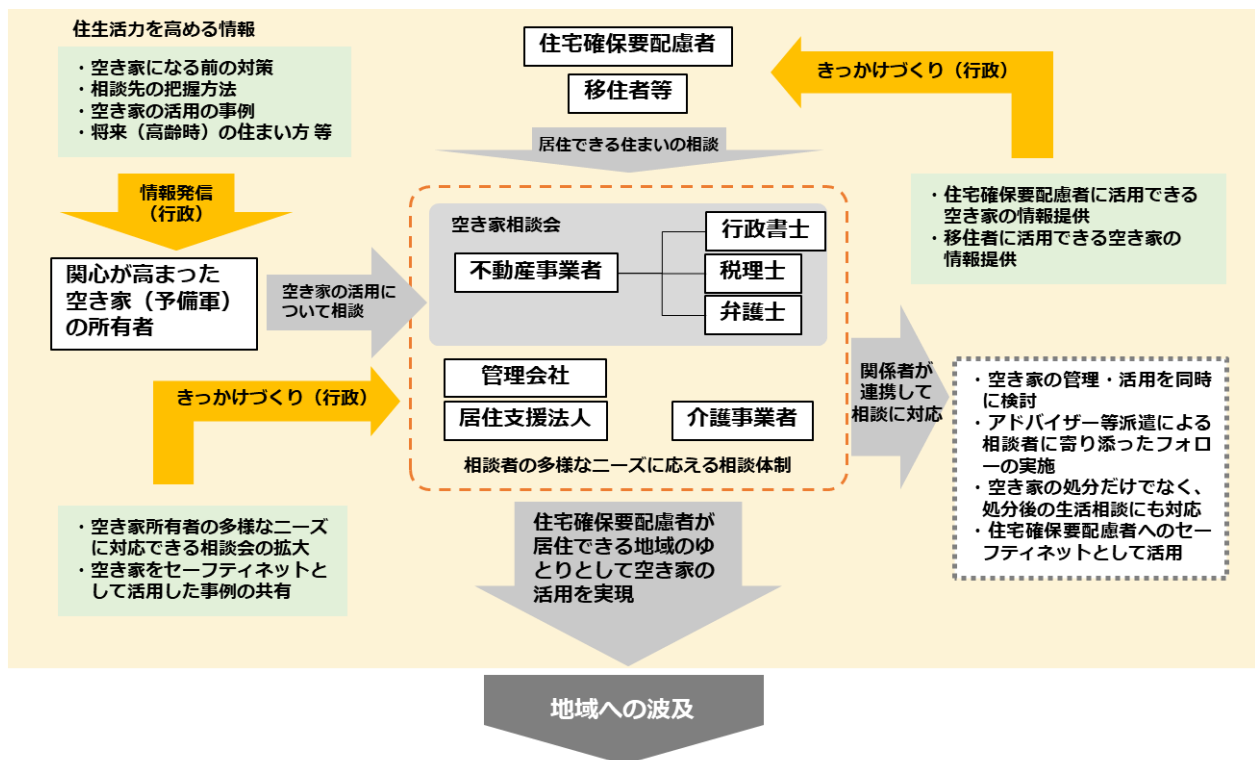 住生活力を高める情報
・空き家になる前の対策
・相談先の把握方法
・空き家の活用の事例
・将来（高齢時）の住まい方 等
情報発信
（行政）
関心が高まった
空き家（予備軍）
の所有者
空き家の活用に
ついて相談
住宅確保要配慮者
移住者等
居住できる住まいの相談
きっかけづくり（行政）
・住宅確保要配慮者に活用できる
空き家の情報提供
・移住者に活用できる空き家の
情報提供
空き家相談会
不動産事業者
行政書士
税理士
弁護士
管理会社
居住支援法人
介護事業者
相談者の多様なニーズに応える相談体制
きっかけづくり（行政）
・空き家所有者の多様なニーズ
に対応できる相談会の拡大
・空き家をセーフティネットと
して活用した事例の共有
関係者が
連携して
相談に対応
・空き家の管理・活用を同時
に検討
・アドバイザー等派遣による
相談者に寄り添ったフォロ
ーの実施
・空き家の処分だけでなく、
処分後の生活相談にも対応
・住宅確保要配慮者へのセー
フティネットとして活用
住宅確保要配慮者が
居住できる地域のゆ
とりとして空き家の
活用を実現
地域への波及